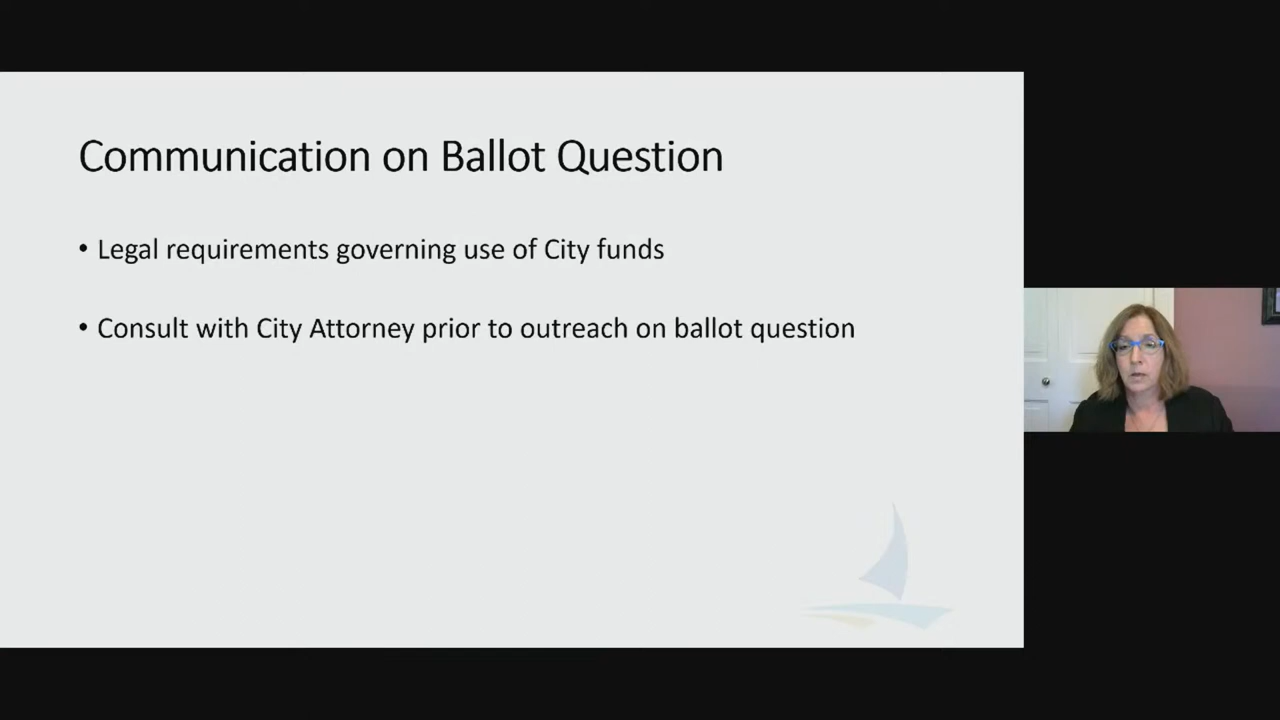 Communication on Ballot Question
• Legal requirements governing use of City funds
• Consult with City Attorney prior to outreach on ballot question